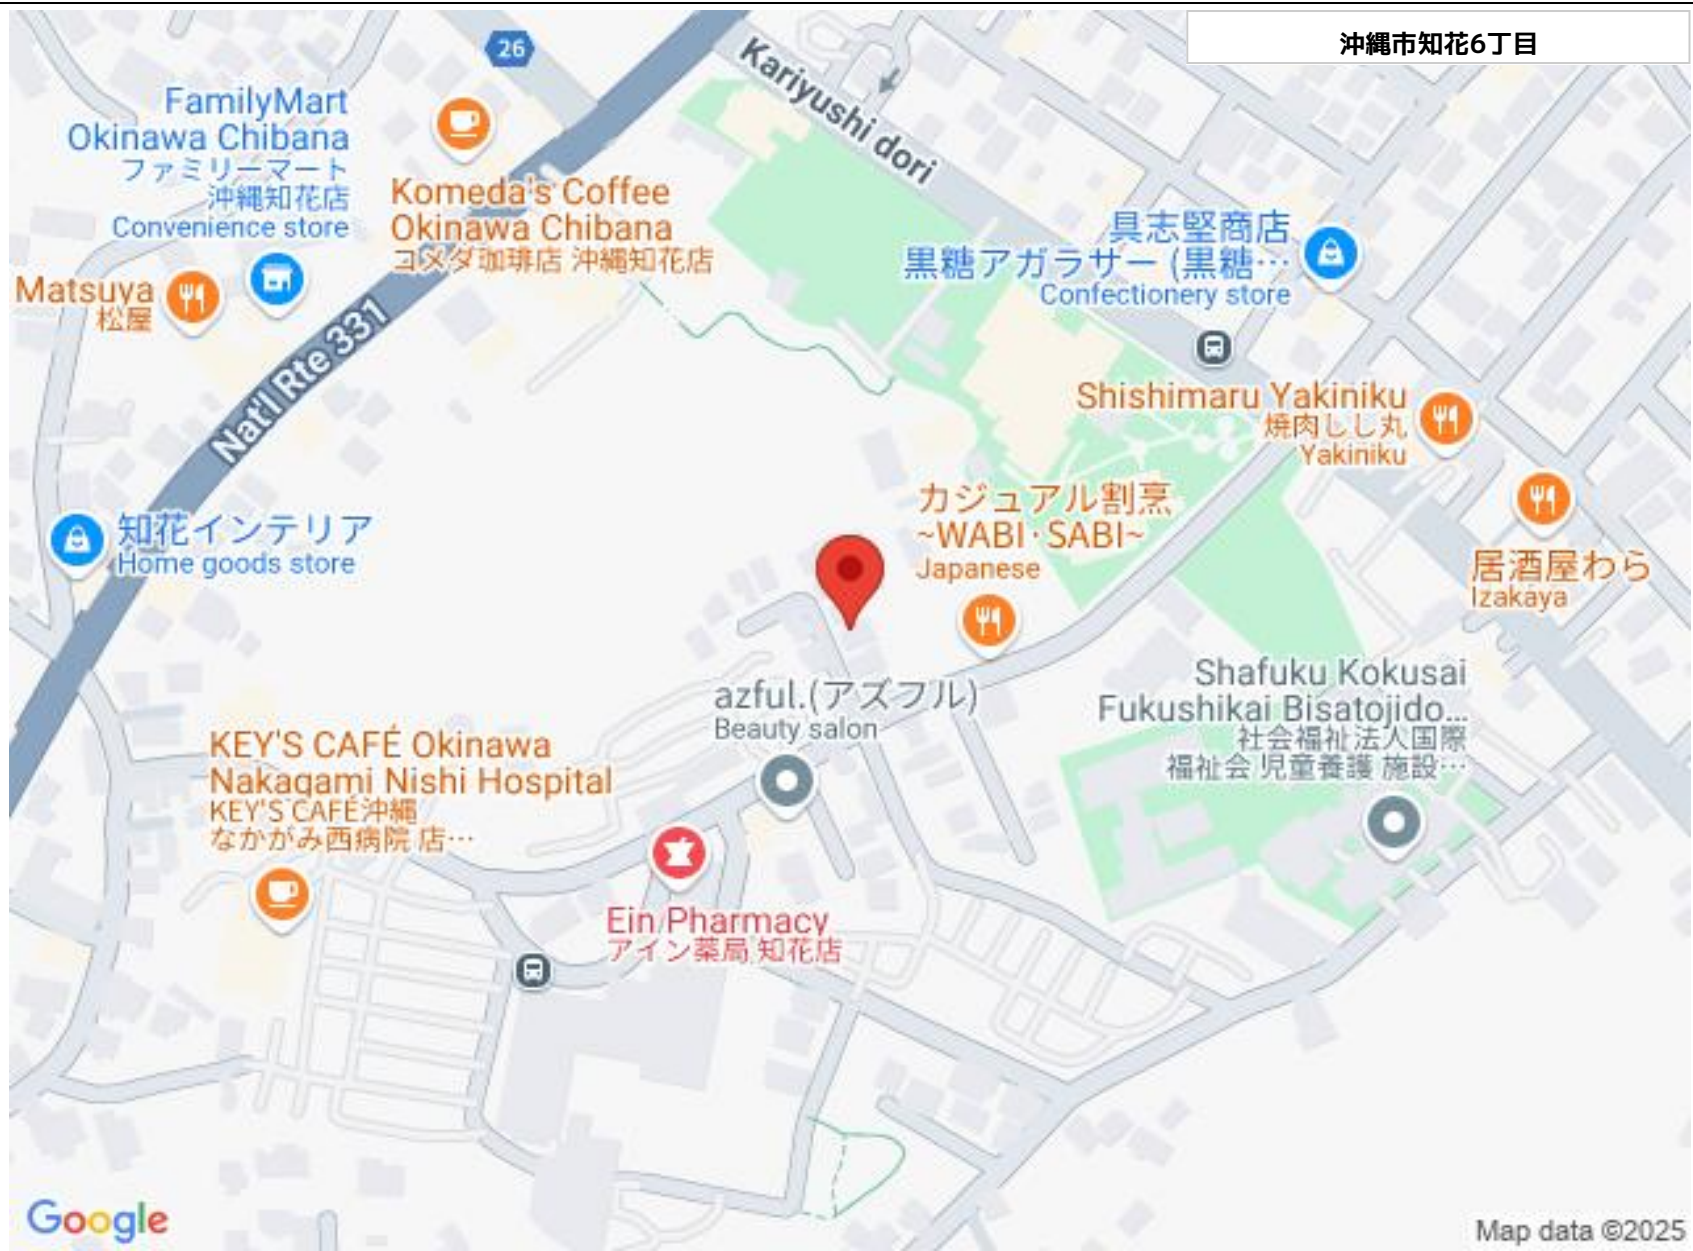 沖縄市知花6丁目
26
Kariyushi dori
FamilyMart
Okinawa Chibana
ファミリーマート
沖縄知花店
Convenience store
Komeda's Coffee
Okinawa Chibana
コメダ珈琲店 沖縄知花店
具志堅商店
黒糖アガラサー (黒糖…
Confectionery store
Matsuya
松屋
Nat'l Rte 331
Shishimaru Yakiniku
焼肉しし丸
Yakiniku
カジュアル割烹
~WABI・SABI~
Japanese
知花インテリア
Home goods store
居酒屋わら
Izakaya
azful.(アズフル)
Beauty salon
Shafuku Kokusai
Fukushikai Bisatojido...
社会福祉法人国際
福祉会 児童養護 施設…
KEY'S CAFÉ Okinawa
Nakagami Nishi Hospital
KEY'S CAFÉ沖縄
なかがみ西病院 店…
Ein Pharmacy
アイン薬局 知花店
Google
Map data ©2025